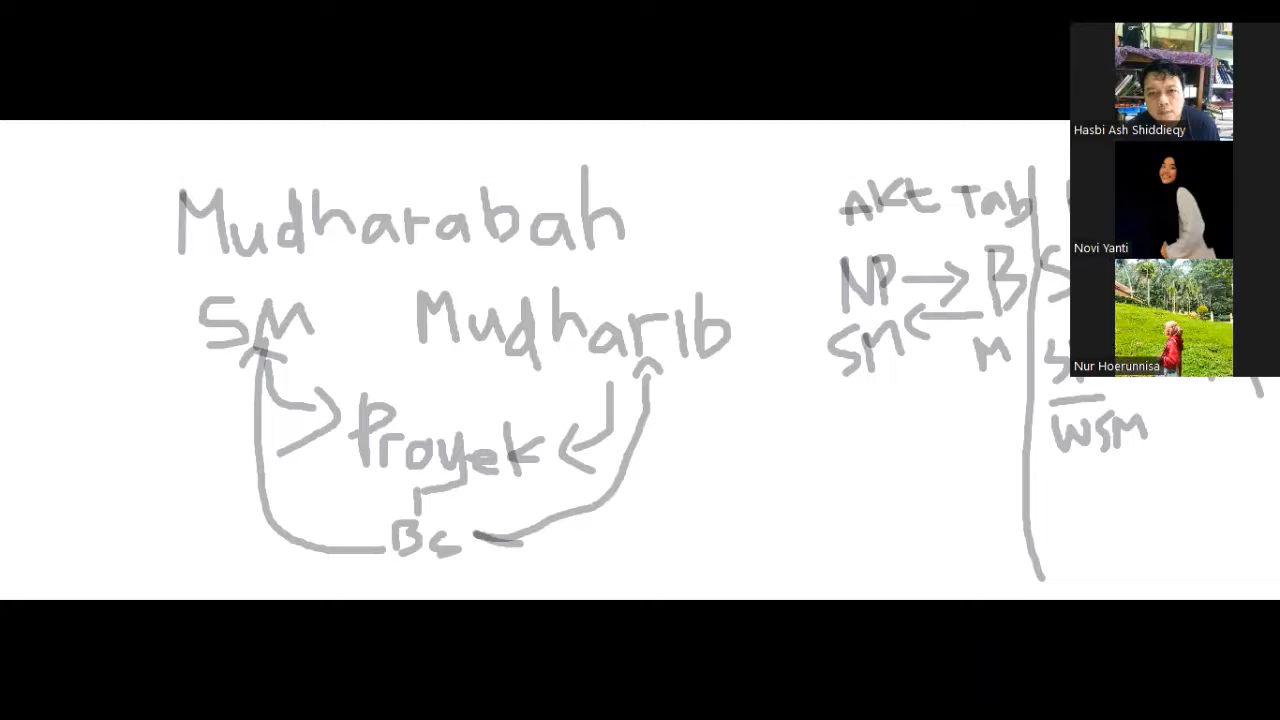 Mudharabah
SM Mudharib
Proyek
Bs
AKt Tab
NP B
SM M
WSM
Hasbi Ash Shiddieqy
Novi Yanti
Nur Hoerunnisa